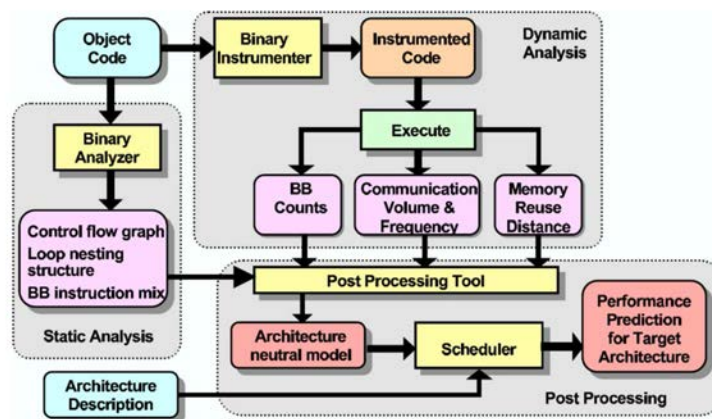 Object
Code
Binary
Instrumenter
Instrumented
Code
Dynamic
Analysis
Execute
Binary
Analyzer
BB
Counts
Communication
Volume &
Frequency
Memory
Reuse
Distance
Control flow graph
Loop nesting
structure
BB instruction mix
Static Analysis
Post Processing Tool
Architecture
neutral model
Scheduler
Performance
Prediction
for Target
Architecture
Architecture
Description
Post Processing